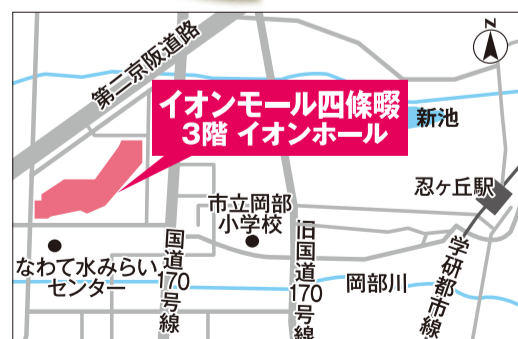 N
第二京阪道路
イオンモール四條畷
3階 イオンホール
新池
忍ヶ丘駅
市立岡部
小学校
なわて水みらい
センター
国道170号線
旧国道170号線
岡部川
学研都市線